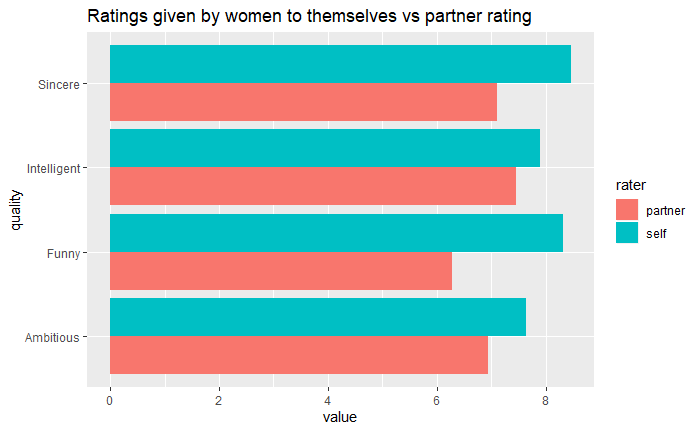 Ratings given by women to themselves vs partner rating
Sincere
Intelligent
Funny
Ambitious
quality
0 2 4 6 8
value
rater
partner
self